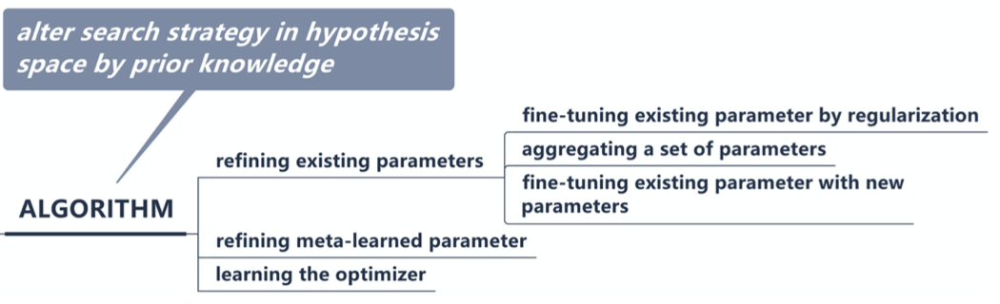 alter search strategy in hypothesis
space by prior knowledge
fine-tuning existing parameter by regularization
aggregating a set of parameters
refining existing parameters
fine-tuning existing parameter with new
parameters
ALGORITHM
refining meta-learned parameter
learning the optimizer